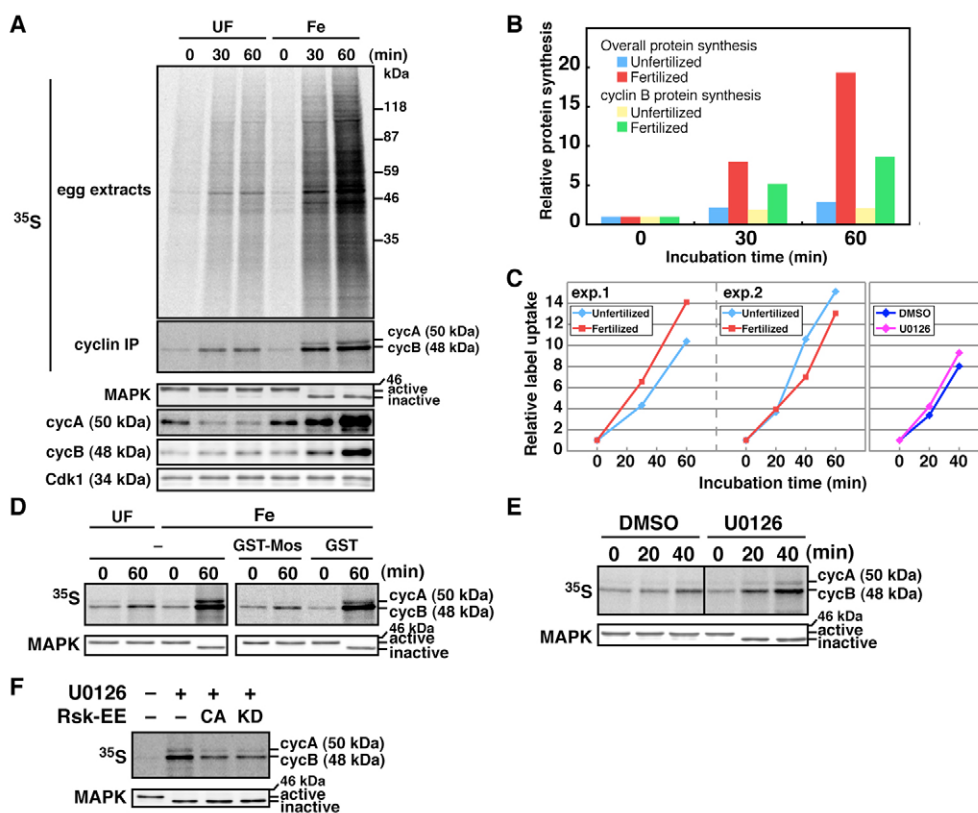 A
UF Fe
0 30 60 0 30 60 (min)
kDa
118
87
59
46
35
35S
egg extracts
cyclin IP
cycA (50 kDa)
cycB (48 kDa)
MAPK
46
active
inactive
cycA (50 kDa)
cycB (48 kDa)
Cdk1 (34 kDa)
B
Relative protein synthesis
20
15
10
5
0
Overall protein synthesis
Unfertilized
Fertilized
cyclin B protein synthesis
Unfertilized
Fertilized
0 30 60
Incubation time (min)
C
Relative label uptake
14
12
10
8
6
4
2
0
exp.1
Unfertilized
Fertilized
exp.2
Unfertilized
Fertilized
DMSO
U0126
0 20 40 60 0 20 40 60 0 20 40
Incubation time (min)
D
UF Fe
– GST-Mos GST
0 60 0 60 0 60 0 60 (min)
35S
cycA (50 kDa)
cycB (48 kDa)
46 kDa
MAPK
active
inactive
E
DMSO U0126
0 20 40 0 20 40 (min)
35S
cycA (50 kDa)
cycB (48 kDa)
46 kDa
MAPK
active
inactive
F
U0126 – + + +
Rsk-EE – – CA KD
35S
cycA (50 kDa)
cycB (48 kDa)
46 kDa
MAPK
active
inactive